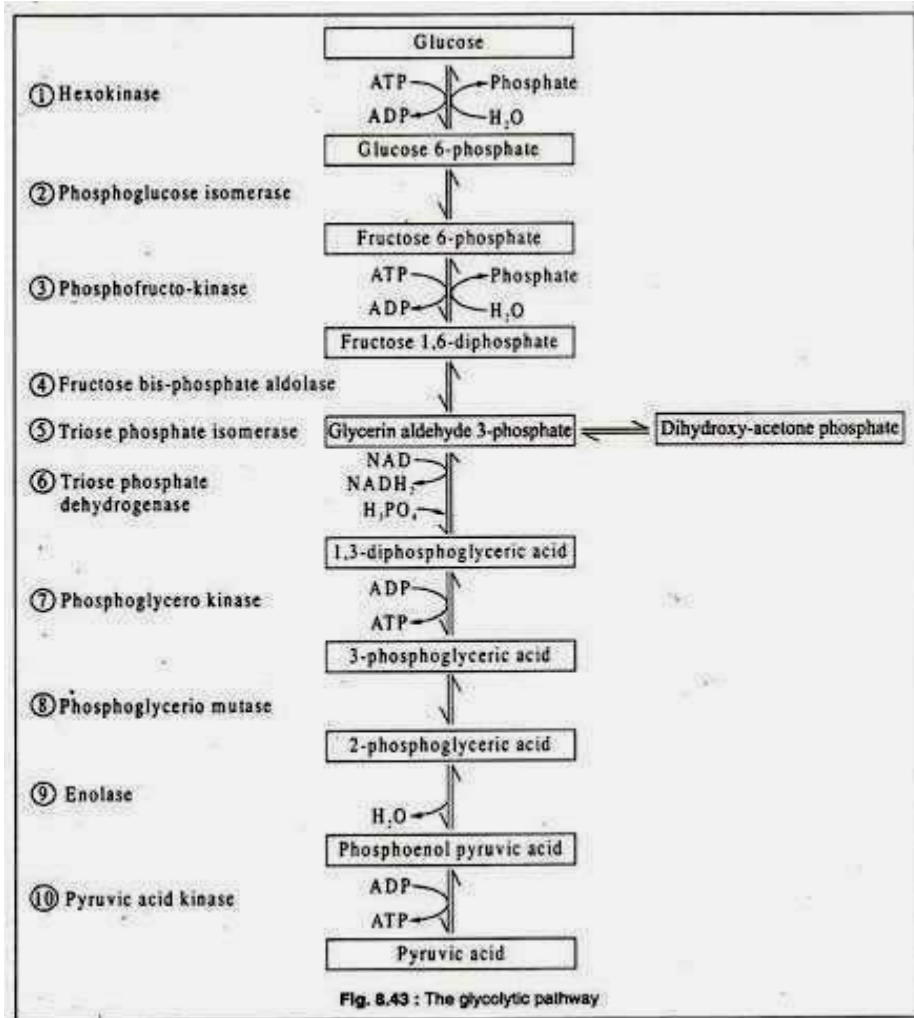 Glucose
① Hexokinase
ATP Phosphate
ADP H₂O
Glucose 6-phosphate
② Phosphoglucose isomerase
Fructose 6-phosphate
③ Phosphofructo-kinase
ATP Phosphate
ADP H₂O
Fructose 1,6-diphosphate
④ Fructose bis-phosphate aldolase
⑤ Triose phosphate isomerase
Glycerin aldehyde 3-phosphate
Dihydroxy-acetone phosphate
⑥ Triose phosphate
dehydrogenase
NAD
NADH₂
H₃PO₄
1,3-diphosphoglyceric acid
⑦ Phosphoglycero kinase
ADP
ATP
3-phosphoglyceric acid
⑧ Phosphoglycerio mutase
2-phosphoglyceric acid
⑨ Enolase
H₂O
Phosphoenol pyruvic acid
⑩ Pyruvic acid kinase
ADP
ATP
Pyruvic acid
Fig. 8.43 : The glycolytic pathway